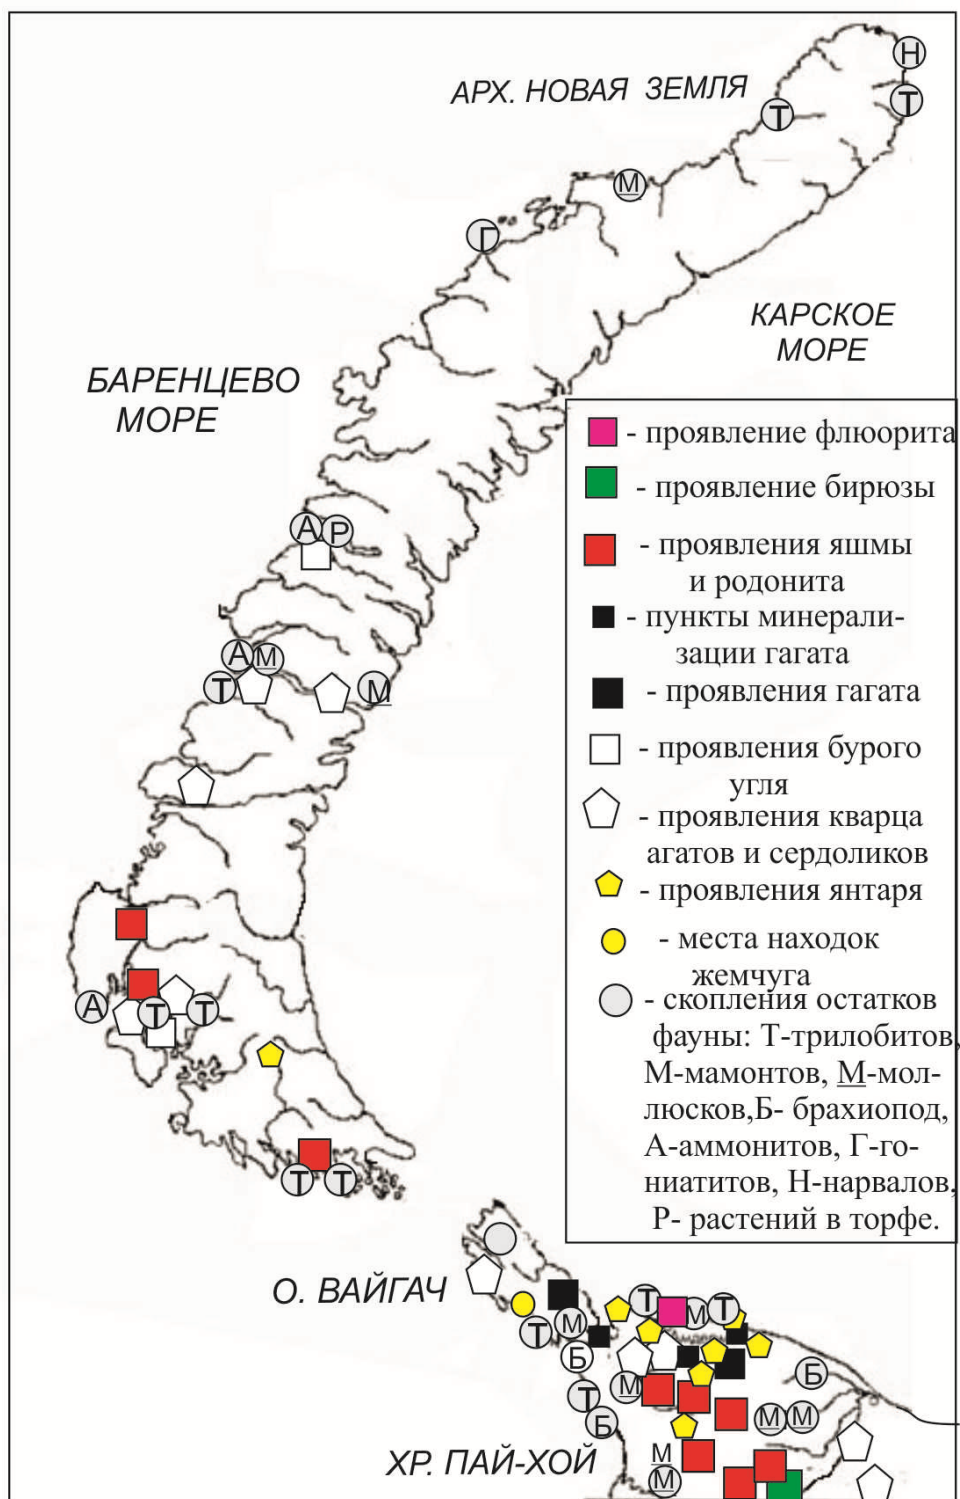 Н
АРХ. НОВАЯ ЗЕМЛЯ
Т
Т
М
Г
КАРСКОЕ
МОРЕ
БАРЕНЦЕВО
МОРЕ
- проявление флюорита
- проявление бирюзы
- проявления яшмы
и родонита
- пункты минерали-
зации гагата
- проявления гагата
- проявления бурого
угля
- проявления кварца
агатов и сердоликов
- проявления янтаря
- места находок
жемчуга
- скопления остатков
фауны: Т-трилобитов,
М-мамонтов, М-мол-
люсков,Б- брахиопод,
А-аммонитов, Г-го-
ниатитов, Н-нарвалов,
Р- растений в торфе.
А Р
А М
Т М
А Т Т
Т Т
О. ВАЙГАЧ
Т М Т
Т М
Б
М Б
Т
Б М М
ХР. ПАЙ-ХОЙ
М
М